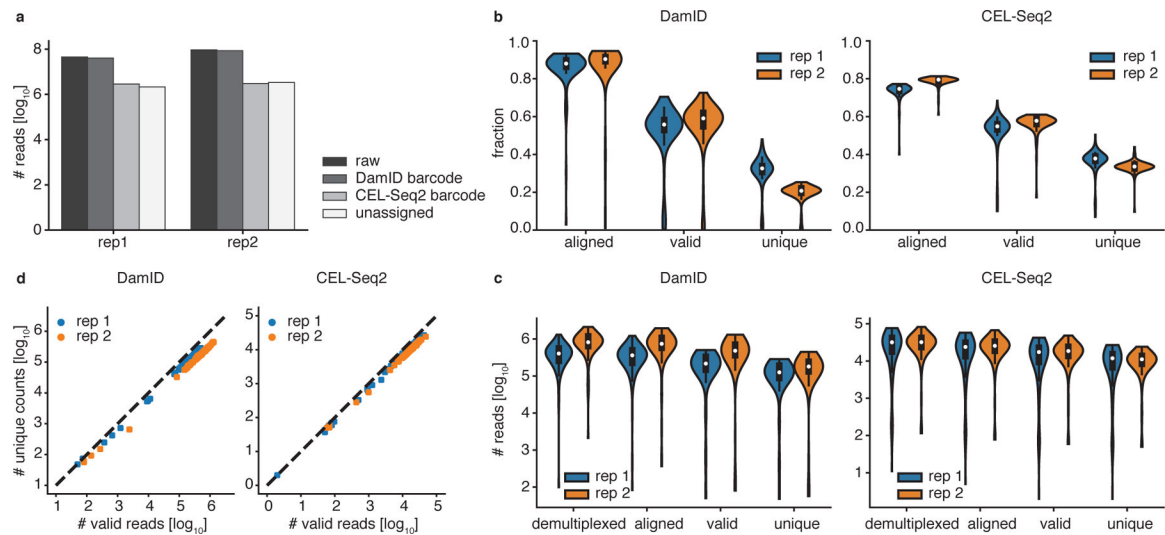 a
# reads [log10]
8
6
4
2
0
rep1
rep2
raw
DamID barcode
CEL-Seq2 barcode
unassigned
b
DamID
CEL-Seq2
fraction
1.0
0.8
0.6
0.4
0.2
0.0
rep 1
rep 2
aligned
valid
unique
1.0
0.8
0.6
0.4
0.2
0.0
rep 1
rep 2
aligned
valid
unique
d
DamID
CEL-Seq2
# unique counts [log10]
6
5
4
3
2
1
rep 1
rep 2
1 2 3 4 5 6
# valid reads [log10]
5
4
3
2
1
0
rep 1
rep 2
0 1 2 3 4 5
# valid reads [log10]
c
DamID
CEL-Seq2
# reads [log10]
6
5
4
3
2
rep 1
rep 2
demultiplexed
aligned
valid
unique
5
4
3
2
1
0
rep 1
rep 2
demultiplexed
aligned
valid
unique